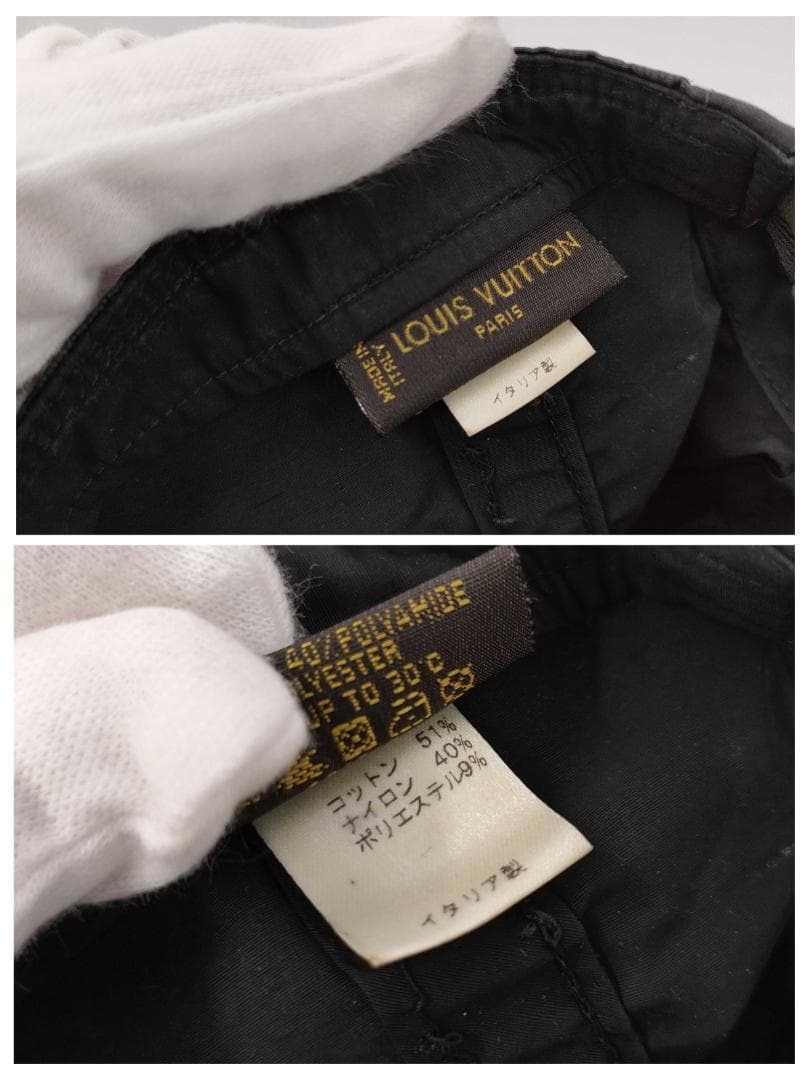 LOUIS VUITTON
PARIS
MADE IN
ITALY
イタリア製
40%POLYAMIDE
LYESTER
UP TO 30°C
コットン 51%
ナイロン 40%
ポリエステル9%
イタリア製